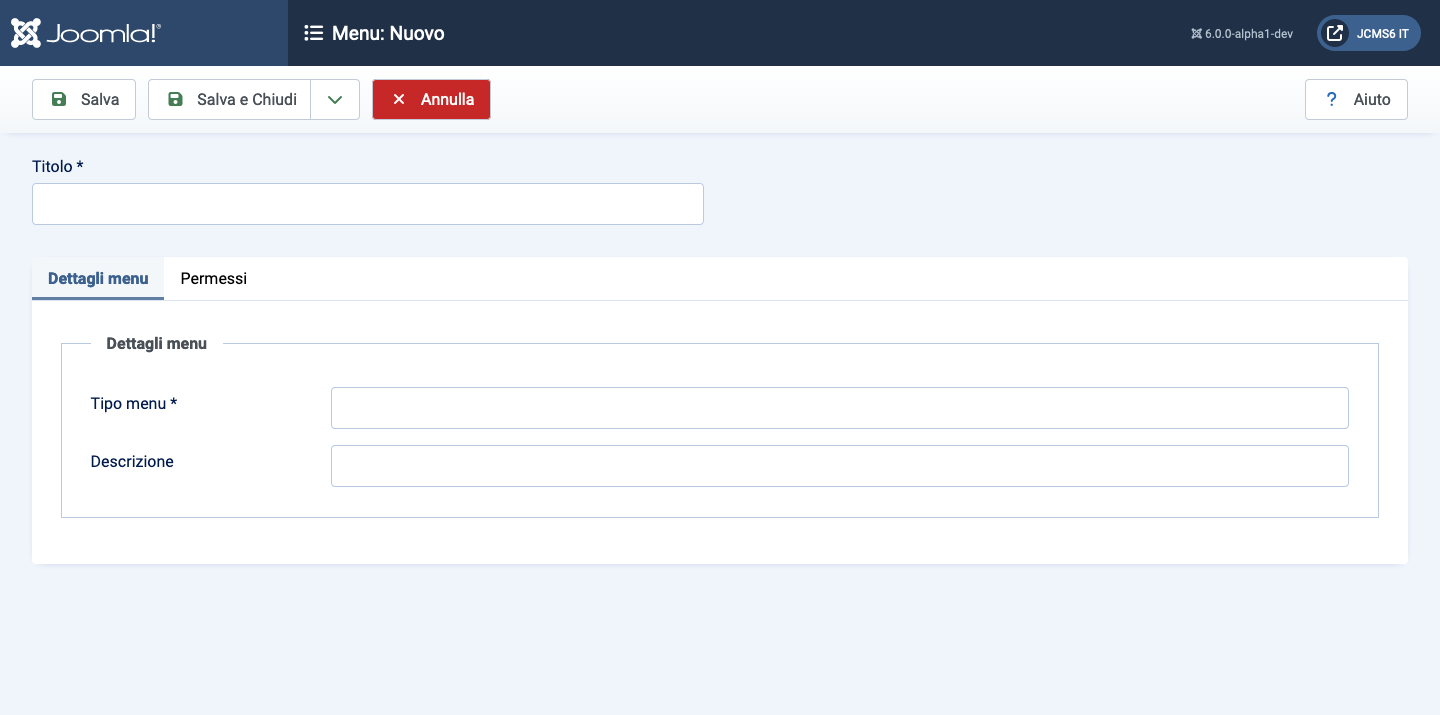 Joomla!®
Menu: Nuovo
6.0.0-alpha1-dev
JCMS6 IT
Salva
Salva e Chiudi
Annulla
? Aiuto
Titolo *
Dettagli menu
Permessi
Dettagli menu
Tipo menu *
Descrizione